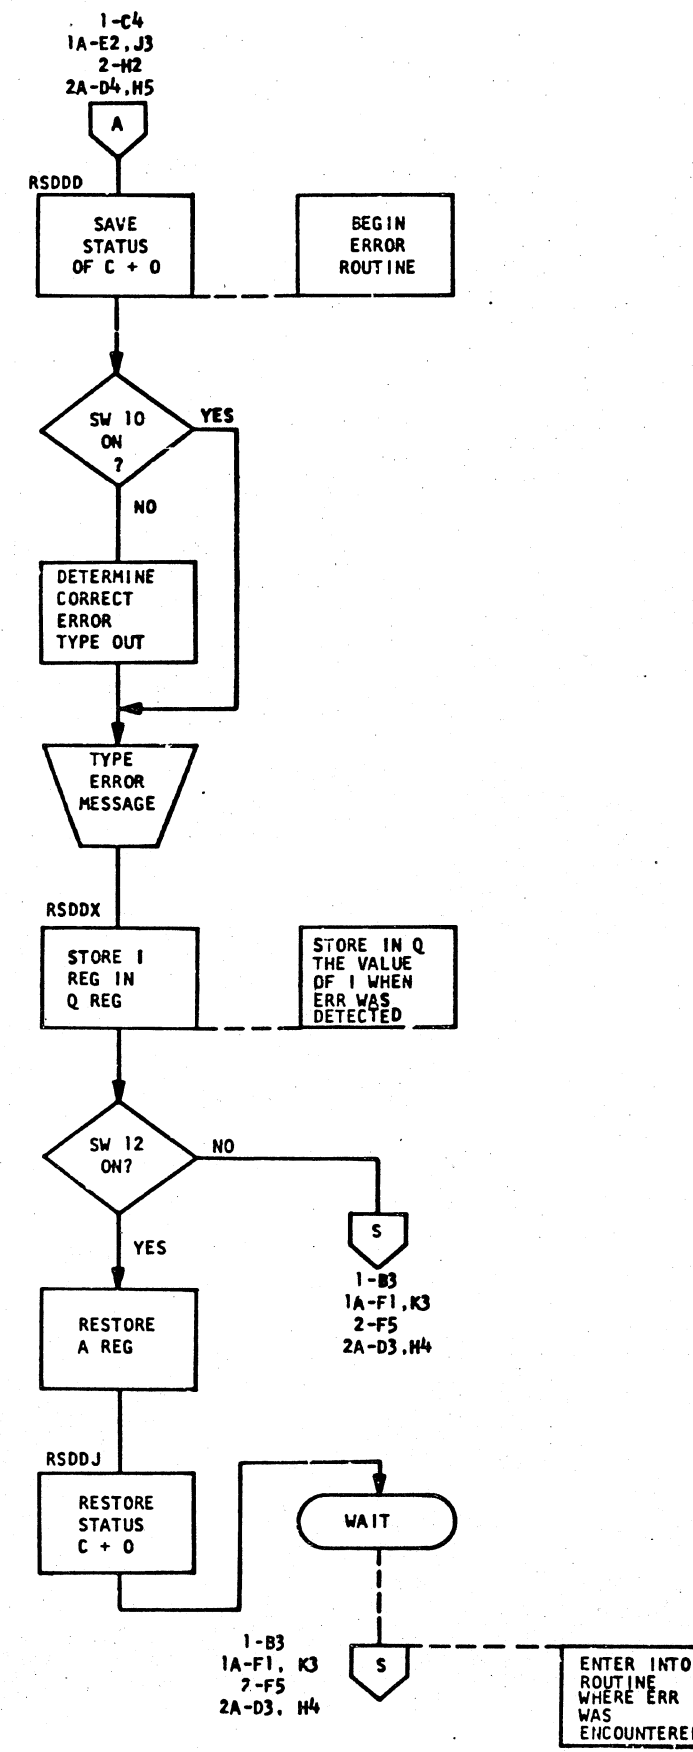 1-C4
1A-E2,J3
2-H2
2A-D4,H5
A
RSDDD
SAVE
STATUS
OF C + O
BEGIN
ERROR
ROUTINE
SW 10
ON
?
YES
NO
DETERMINE
CORRECT
ERROR
TYPE OUT
TYPE
ERROR
MESSAGE
RSDDX
STORE I
REG IN
Q REG
STORE IN Q
THE VALUE
OF I WHEN
ERR WAS
DETECTED
SW 12
ON?
NO
YES
S
1-B3
1A-F1,K3
2-F5
2A-D3,H4
RESTORE
A REG
RSDDJ
RESTORE
STATUS
C + O
WAIT
1-B3
1A-F1, K3
2-F5
2A-D3, H4
S
ENTER INTO
ROUTINE
WHERE ERR
WAS
ENCOUNTERE